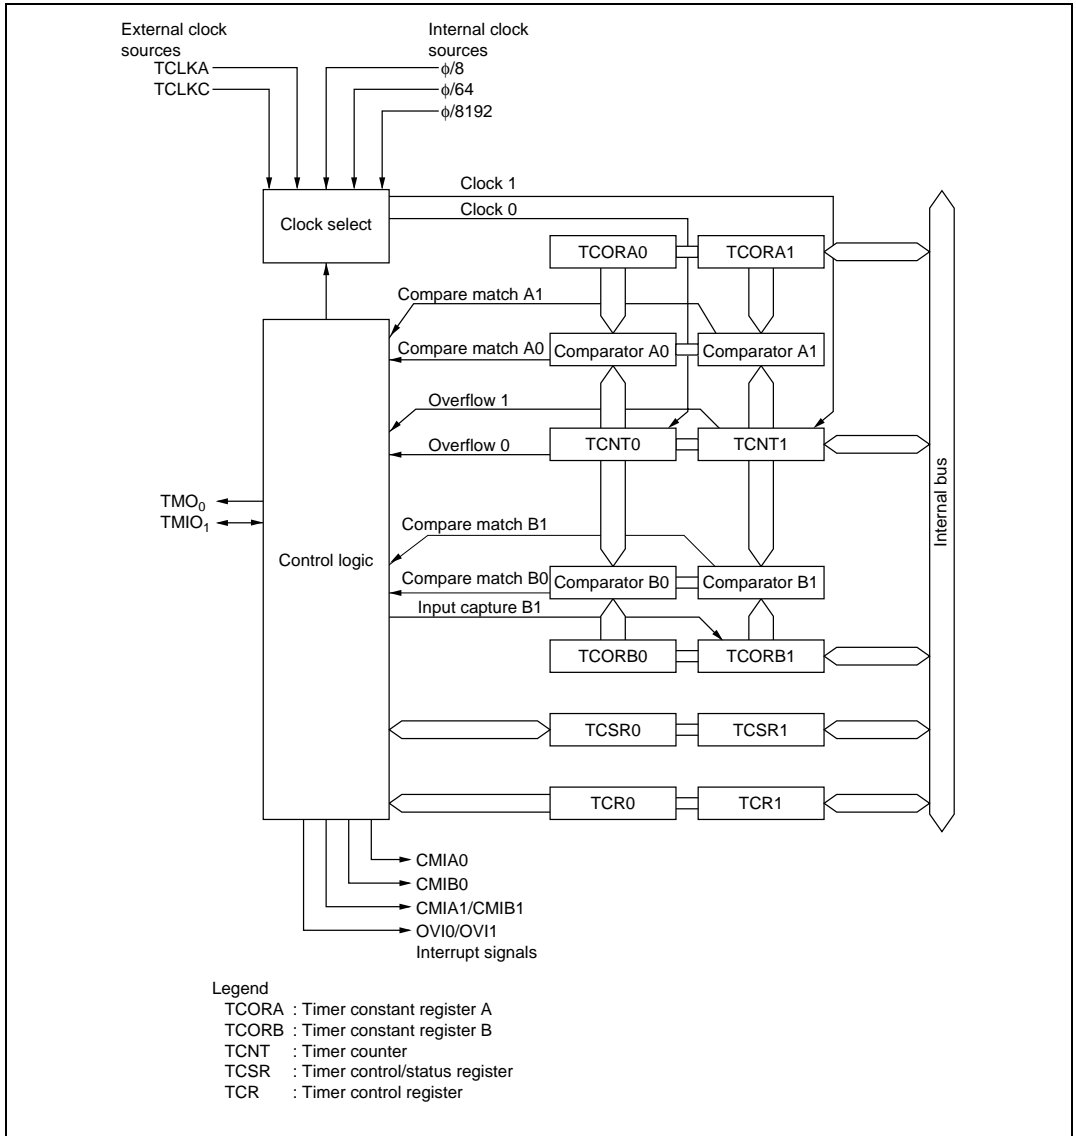 External clock
sources
TCLKA
TCLKC
Internal clock
sources
ϕ/8
ϕ/64
ϕ/8192
Clock 1
Clock 0
Clock select
TCORA0
TCORA1
Compare match A1
Compare match A0
Comparator A0
Comparator A1
Overflow 1
Overflow 0
TCNT0
TCNT1
Internal bus
TMO₀
TMIO₁
Control logic
Compare match B1
Compare match B0
Comparator B0
Comparator B1
Input capture B1
TCORB0
TCORB1
TCSR0
TCSR1
TCR0
TCR1
CMIA0
CMIB0
CMIA1/CMIB1
OVI0/OVI1
Interrupt signals
Legend
TCORA : Timer constant register A
TCORB : Timer constant register B
TCNT : Timer counter
TCSR : Timer control/status register
TCR : Timer control register